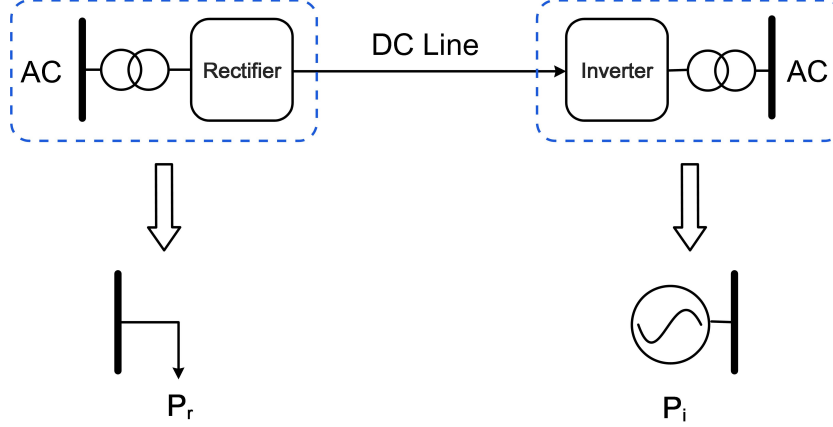 DC Line
AC
Rectifier
Inverter
AC
Pr
Pi